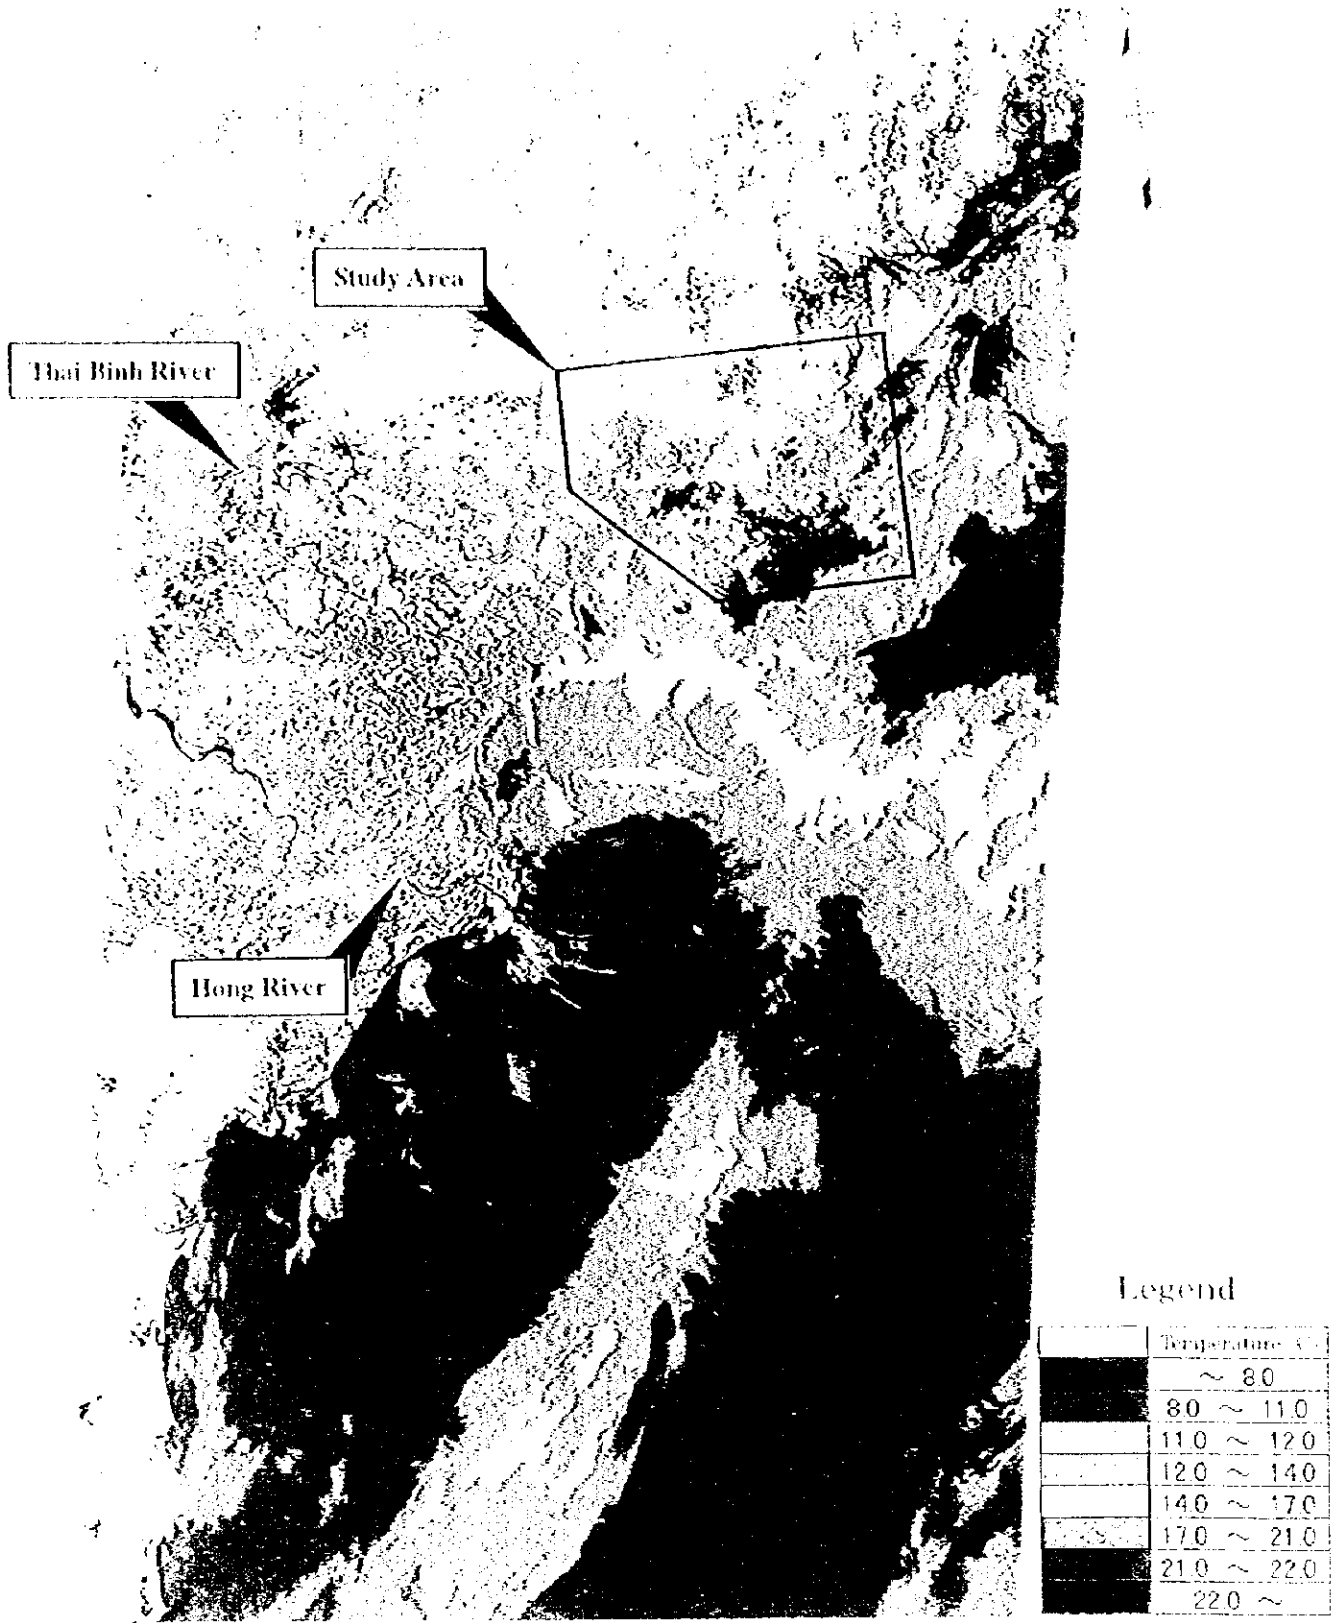 Study Area
Thai Binh River
Hong River
Legend
Temperature
~ 8.0
8.0 ~ 11.0
11.0 ~ 12.0
12.0 ~ 14.0
14.0 ~ 17.0
17.0 ~ 21.0
21.0 ~ 22.0
22.0 ~